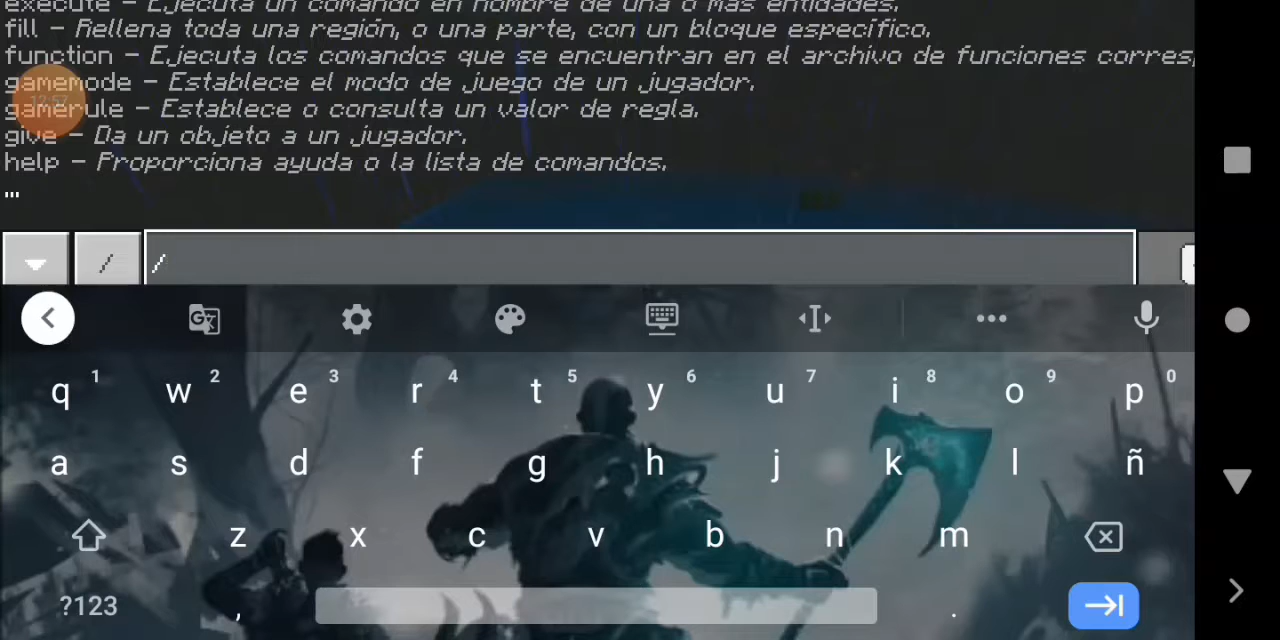 execute – Ejecuta un comando en nombre de una o más entidades.
fill – Rellena toda una región, o una parte, con un bloque específico.
function – Ejecuta los comandos que se encuentran en el archivo de funciones corres
gamemode – Establece el modo de juego de un jugador.
gamerule – Establece o consulta un valor de regla.
give – Da un objeto a un jugador.
help – Proporciona ayuda o la lista de comandos.
...
/ /
q 1 w 2 e 3 r 4 t 5 y 6 u 7 i 8 o 9 p 0
a s d f g h j k l ñ
z x c v b n m
?123 , .